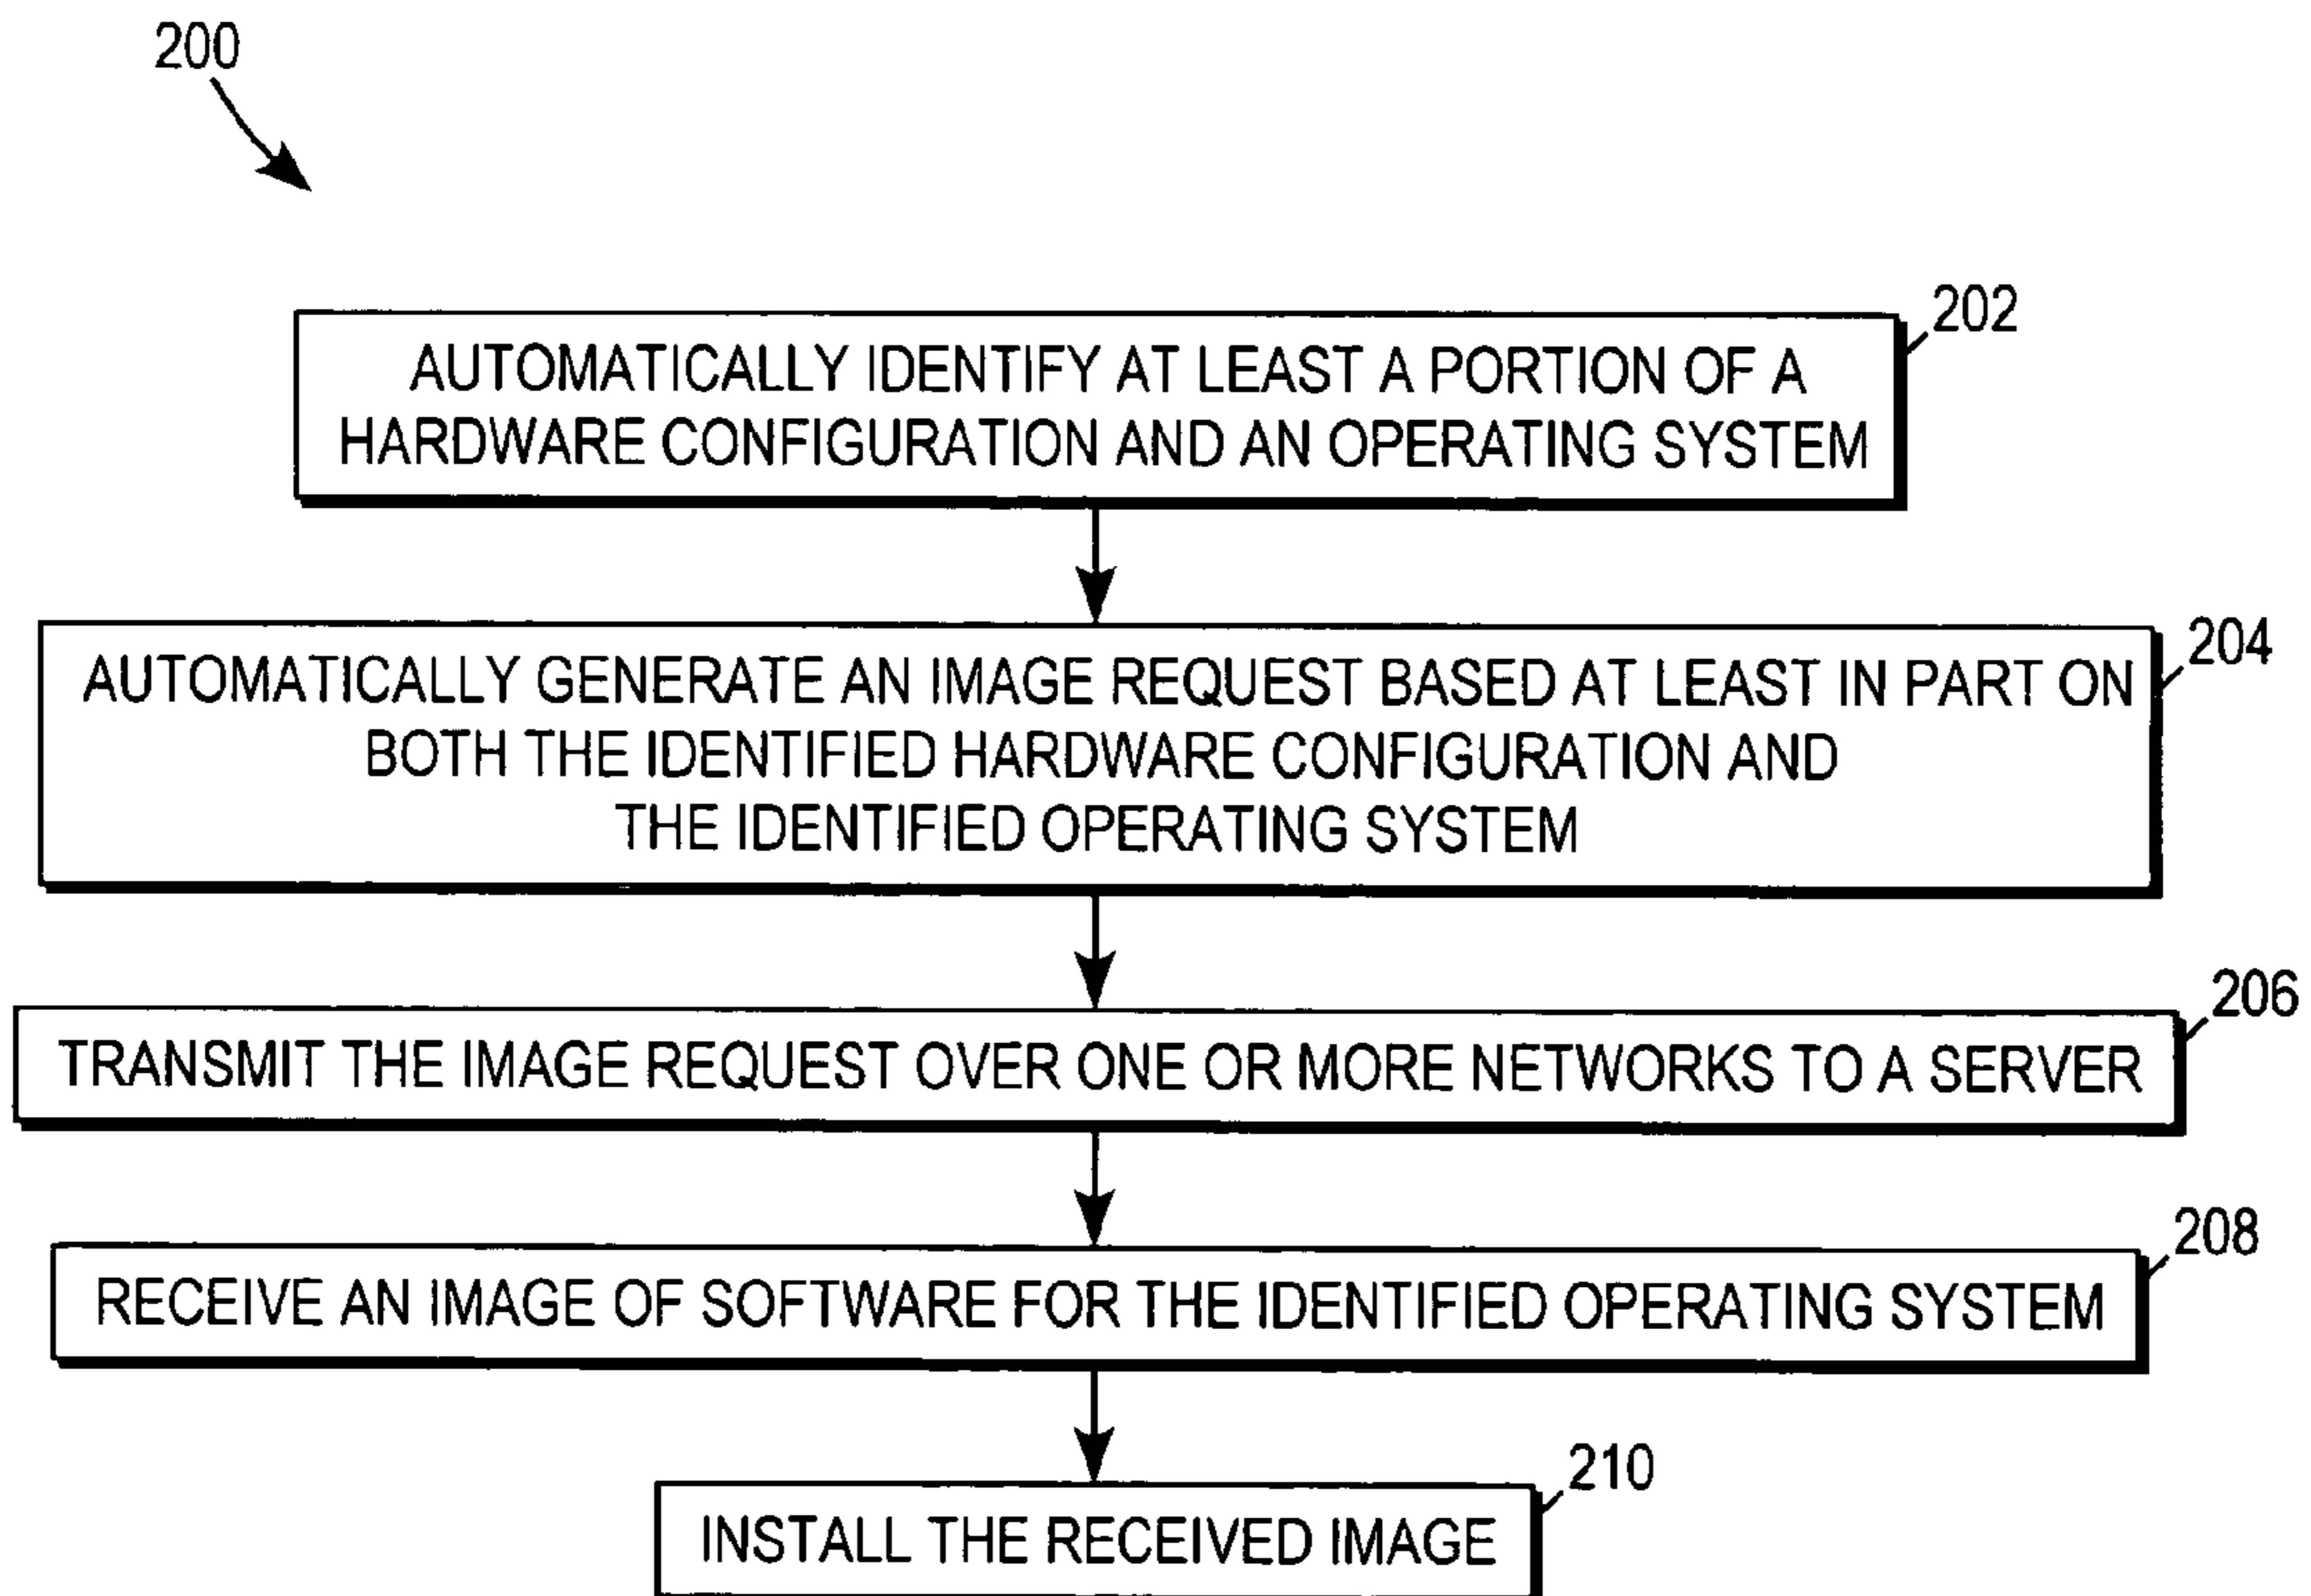 200
202
AUTOMATICALLY IDENTIFY AT LEAST A PORTION OF A
HARDWARE CONFIGURATION AND AN OPERATING SYSTEM
204
AUTOMATICALLY GENERATE AN IMAGE REQUEST BASED AT LEAST IN PART ON
BOTH THE IDENTIFIED HARDWARE CONFIGURATION AND
THE IDENTIFIED OPERATING SYSTEM
206
TRANSMIT THE IMAGE REQUEST OVER ONE OR MORE NETWORKS TO A SERVER
208
RECEIVE AN IMAGE OF SOFTWARE FOR THE IDENTIFIED OPERATING SYSTEM
210
INSTALL THE RECEIVED IMAGE